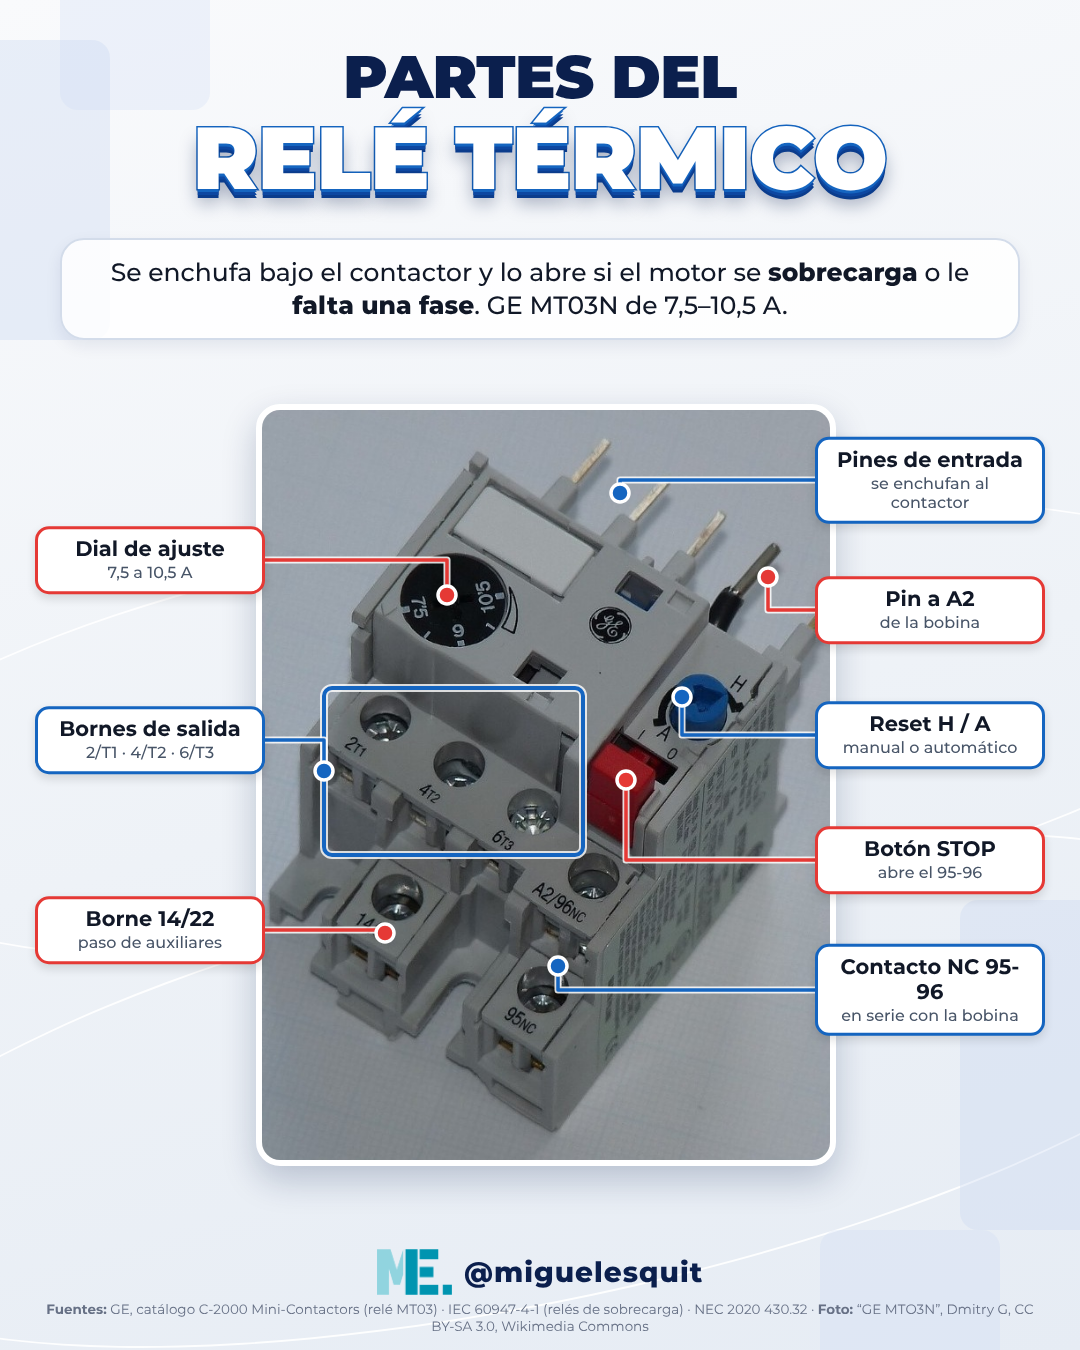 PARTES DEL
RELÉ TÉRMICO
Se enchufa bajo el contactor y lo abre si el motor se sobrecarga o le
falta una fase. GE MT03N de 7,5–10,5 A.
Pines de entrada
se enchufan al
contactor
Dial de ajuste
7,5 a 10,5 A
Pin a A2
de la bobina
Bornes de salida
2/T1 · 4/T2 · 6/T3
Reset H / A
manual o automático
Botón STOP
abre el 95-96
Borne 14/22
paso de auxiliares
Contacto NC 95-
96
en serie con la bobina
7.5
9
10.5
GE
H
A
I
O
2T1
4T2
6T3
A2/96NC
14
95NC
ME. @miguelesquit
Fuentes: GE, catálogo C-2000 Mini-Contactors (relé MT03) · IEC 60947-4-1 (relés de sobrecarga) · NEC 2020 430.32 · Foto: “GE MTO3N”, Dmitry G, CC
BY-SA 3.0, Wikimedia Commons